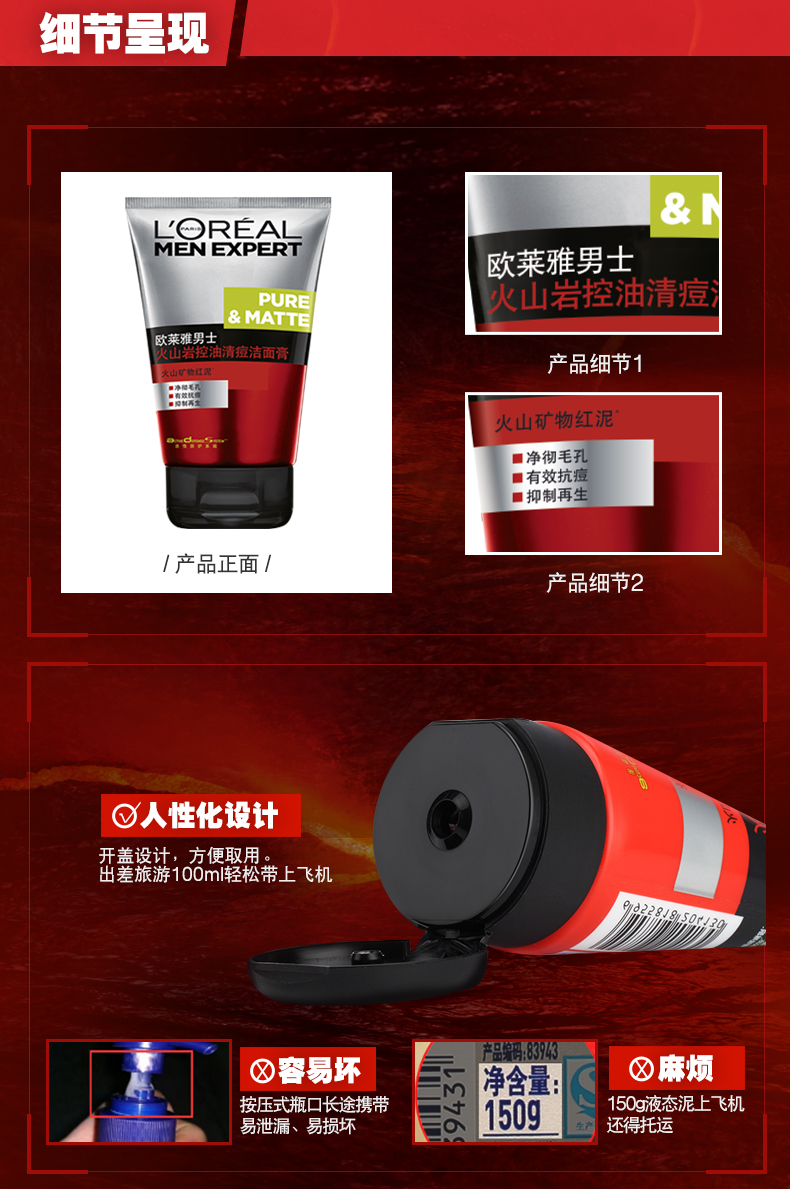 细节呈现
L'ORÉAL
PARIS
MEN EXPERT
PURE
& MATTE
欧莱雅男士
火山岩控油清痘洁面膏
火山矿物红泥*
净彻毛孔
有效抗痘
抑制再生
/ 产品正面 /
欧莱雅男士
火山岩控油清痘
产品细节1
火山矿物红泥*
净彻毛孔
有效抗痘
抑制再生
产品细节2
人性化设计
开盖设计，方便取用。
出差旅游100ml轻松带上飞机
6 955818 204130
容易坏
按压式瓶口长途携带
易泄漏、易损坏
产品编码:83943
净含量:
150g
39431
麻烦
150g液态泥上飞机
还得托运